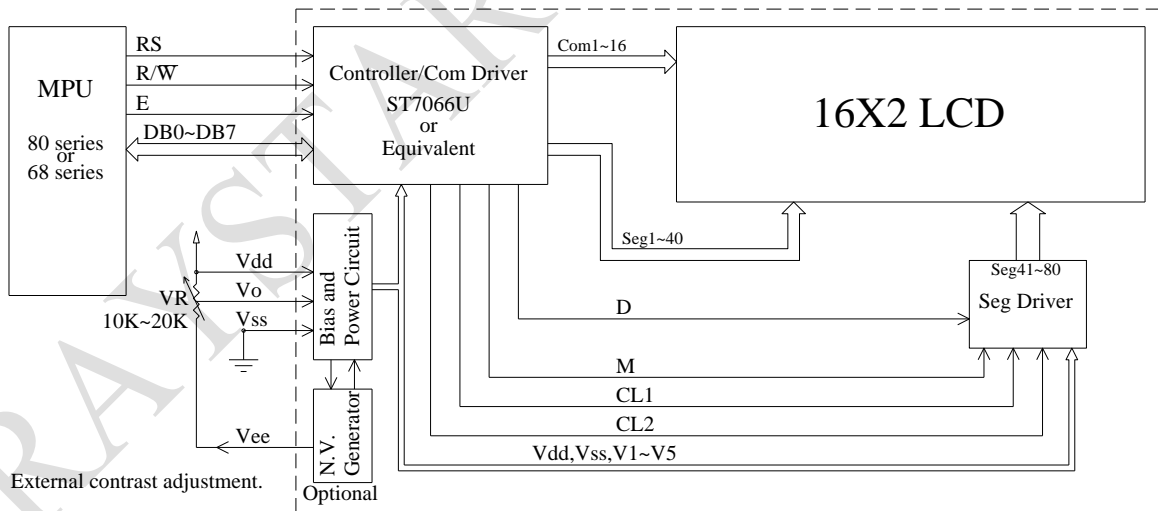 MPU
80 series
or
68 series
RS
R/W̅
E
DB0~DB7
Controller/Com Driver
ST7066U
or
Equivalent
Com1~16
16X2 LCD
Seg1~40
Seg41~80
Seg Driver
Vdd
Vo
Vss
VR
10K~20K
Bias and
Power Circuit
D
M
CL1
CL2
Vdd,Vss,V1~V5
Vee
N.V.
Generator
Optional
External contrast adjustment.
RAYSTAR